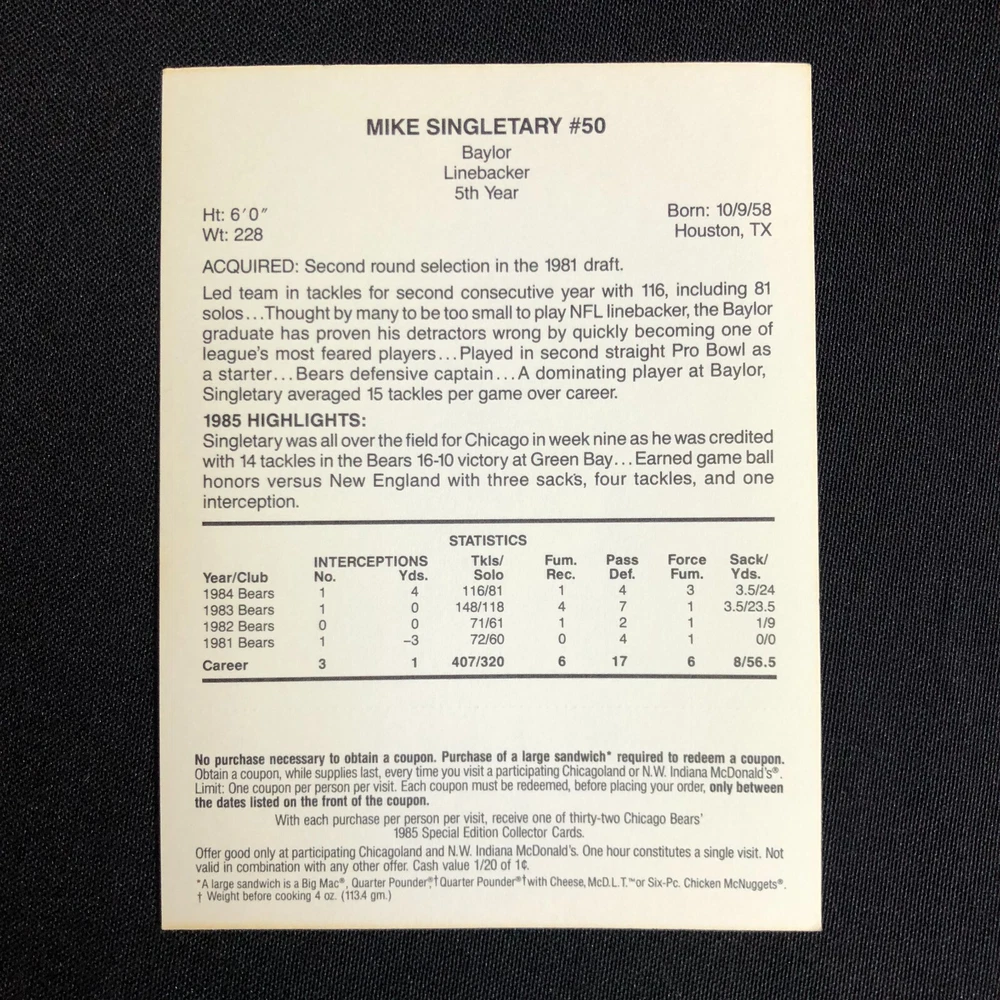 MIKE SINGLETARY #50
Baylor
Linebacker
5th Year
Ht: 6′0″ Born: 10/9/58
Wt: 228 Houston, TX
ACQUIRED: Second round selection in the 1981 draft.
Led team in tackles for second consecutive year with 116, including 81
solos...Thought by many to be too small to play NFL linebacker, the Baylor
graduate has proven his detractors wrong by quickly becoming one of
league's most feared players...Played in second straight Pro Bowl as
a starter...Bears defensive captain...A dominating player at Baylor,
Singletary averaged 15 tackles per game over career.
1985 HIGHLIGHTS:
Singletary was all over the field for Chicago in week nine as he was credited
with 14 tackles in the Bears 16-10 victory at Green Bay...Earned game ball
honors versus New England with three sacks, four tackles, and one
interception.
STATISTICS
INTERCEPTIONS Tkls/ Fum. Pass Force Sack/
Year/Club No. Yds. Solo Rec. Def. Fum. Yds.
1984 Bears 1 4 116/81 1 4 3 3.5/24
1983 Bears 1 0 148/118 4 7 1 3.5/23.5
1982 Bears 0 0 71/61 1 2 1 1/9
1981 Bears 1 –3 72/60 0 4 1 0/0
Career 3 1 407/320 6 17 6 8/56.5
No purchase necessary to obtain a coupon. Purchase of a large sandwich* required to redeem a coupon.
Obtain a coupon, while supplies last, every time you visit a participating Chicagoland or N.W. Indiana McDonald's®.
Limit: One coupon per person per visit. Each coupon must be redeemed, before placing your order, only between
the dates listed on the front of the coupon.
With each purchase per person per visit, receive one of thirty-two Chicago Bears'
1985 Special Edition Collector Cards.
Offer good only at participating Chicagoland and N.W. Indiana McDonald's. One hour constitutes a single visit. Not
valid in combination with any other offer. Cash value 1/20 of 1¢.
*A large sandwich is a Big Mac®, Quarter Pounder®,† Quarter Pounder®† with Cheese, McD.L.T.™ or Six-Pc. Chicken McNuggets®.
† Weight before cooking 4 oz. (113.4 gm.)